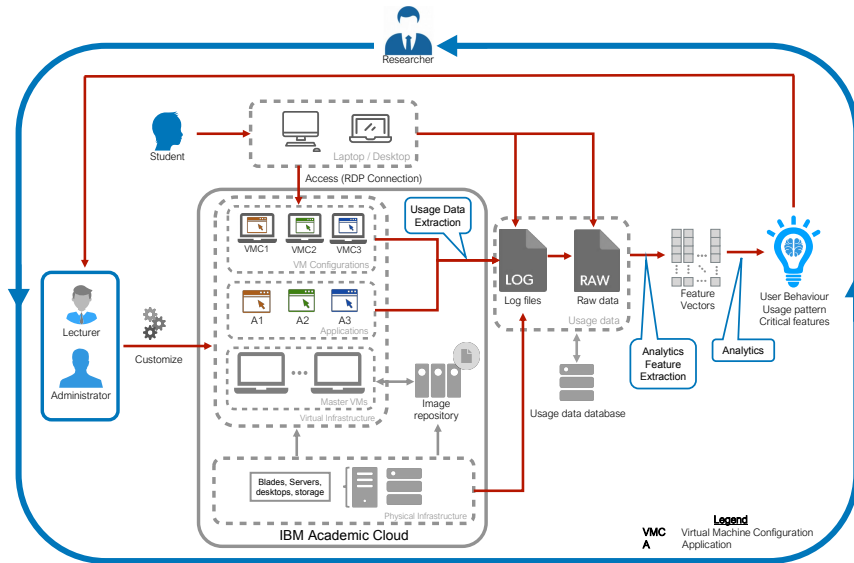 Researcher
Student
Laptop / Desktop
Access (RDP Connection)
Usage Data
Extraction
VMC1
VMC2
VMC3
VM Configurations
A1
A2
A3
Applications
Master VMs
Virtual Infrastructure
Image
repository
Blades, Servers,
desktops, storage
Physical Infrastructure
IBM Academic Cloud
Lecturer
Administrator
Customize
LOG
Log files
RAW
Raw data
Usage data
Usage data database
Analytics
Feature
Extraction
Feature
Vectors
Analytics
User Behaviour
Usage pattern
Critical features
Legend
VMC Virtual Machine Configuration
A Application